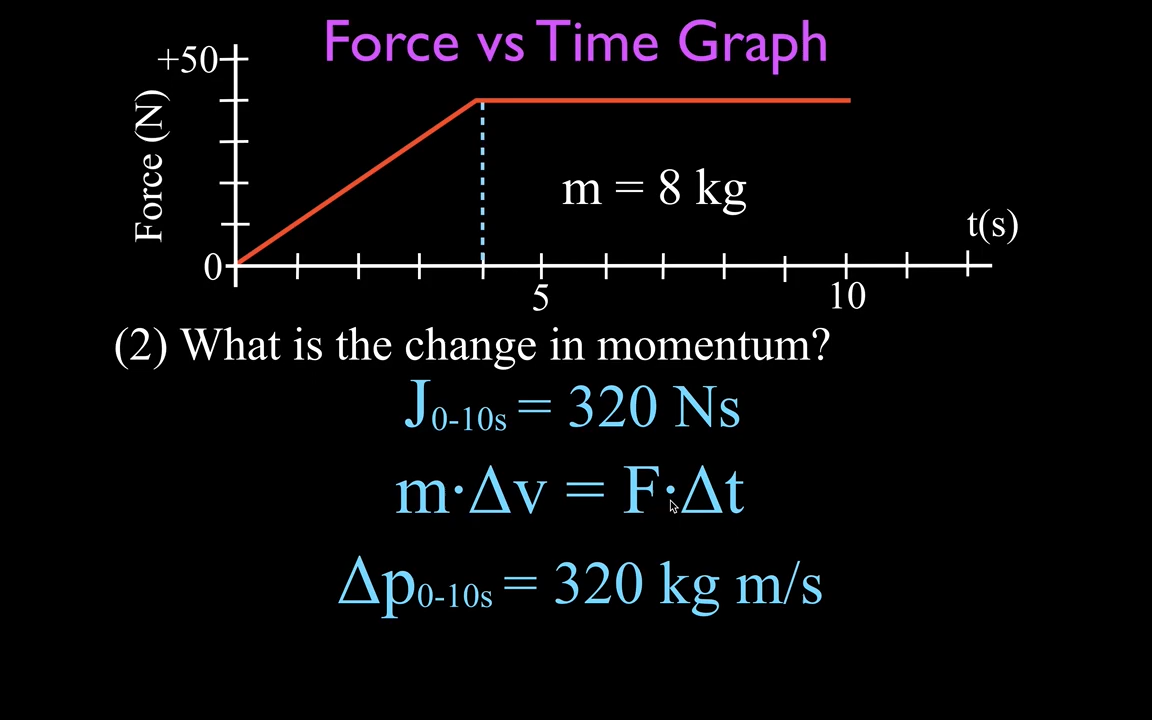 Force vs Time Graph
+50
Force (N)
m = 8 kg
t(s)
0
5
10
(2) What is the change in momentum?
J0-10s = 320 Ns
m·Δv = F·Δt
Δp0-10s = 320 kg m/s